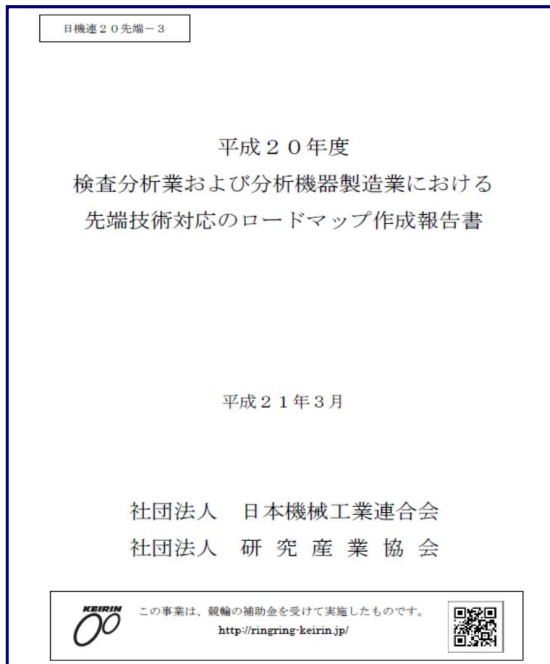 日機連20先端－3
平成20年度
検査分析業および分析機器製造業における
先端技術対応のロードマップ作成報告書
平成21年3月
社団法人　日本機械工業連合会
社団法人　研究産業協会
KEIRIN
この事業は、競輪の補助金を受けて実施したものです。
http://ringring-keirin.jp/